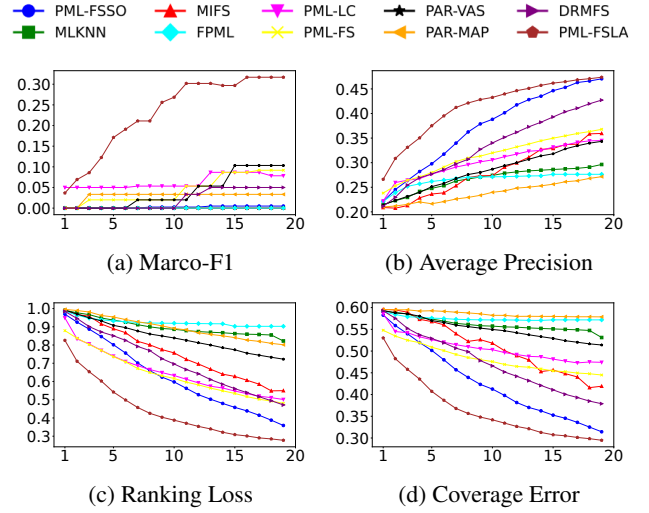 PML-FSSO MIFS PML-LC PAR-VAS DRMFS
MLKNN FPML PML-FS PAR-MAP PML-FSLA
0.30
0.25
0.20
0.15
0.10
0.05
0.00
1 5 10 15 20
(a) Marco-F1
0.45
0.40
0.35
0.30
0.25
0.20
1 5 10 15 20
(b) Average Precision
1.0
0.9
0.8
0.7
0.6
0.5
0.4
0.3
1 5 10 15 20
(c) Ranking Loss
0.60
0.55
0.50
0.45
0.40
0.35
0.30
1 5 10 15 20
(d) Coverage Error